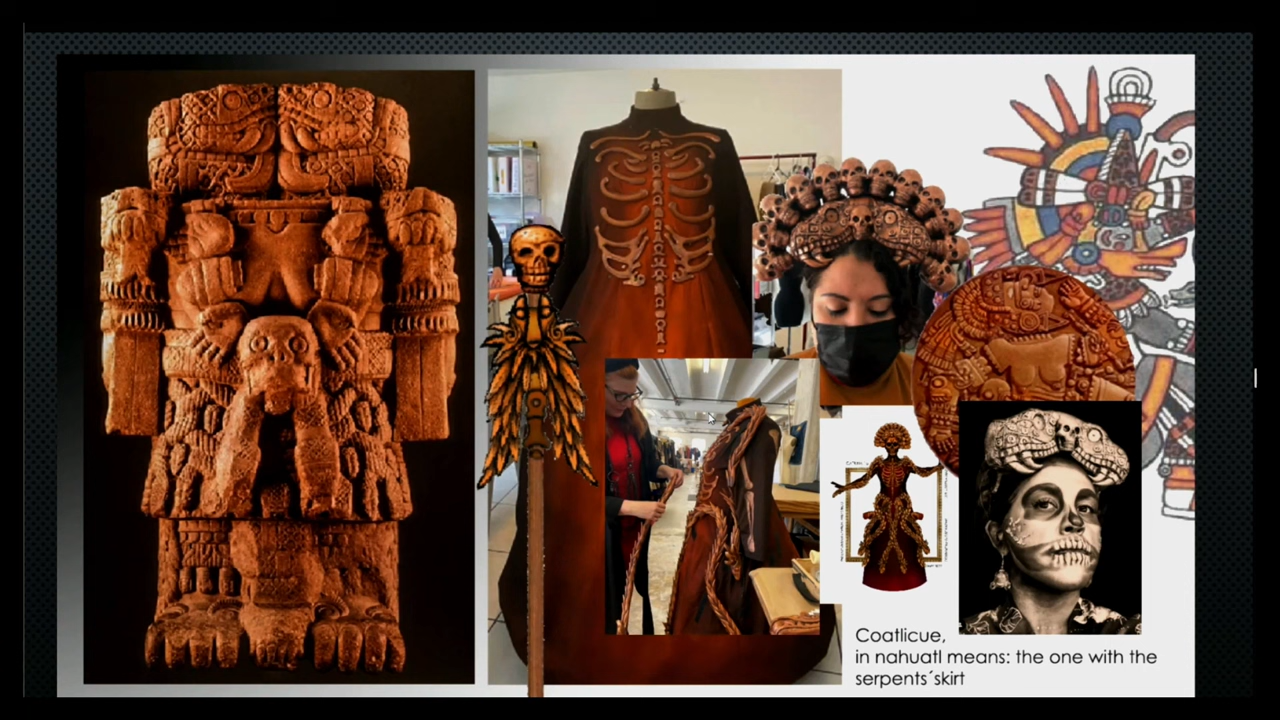 Coatlicue,
in nahuatl means: the one with the
serpents´skirt